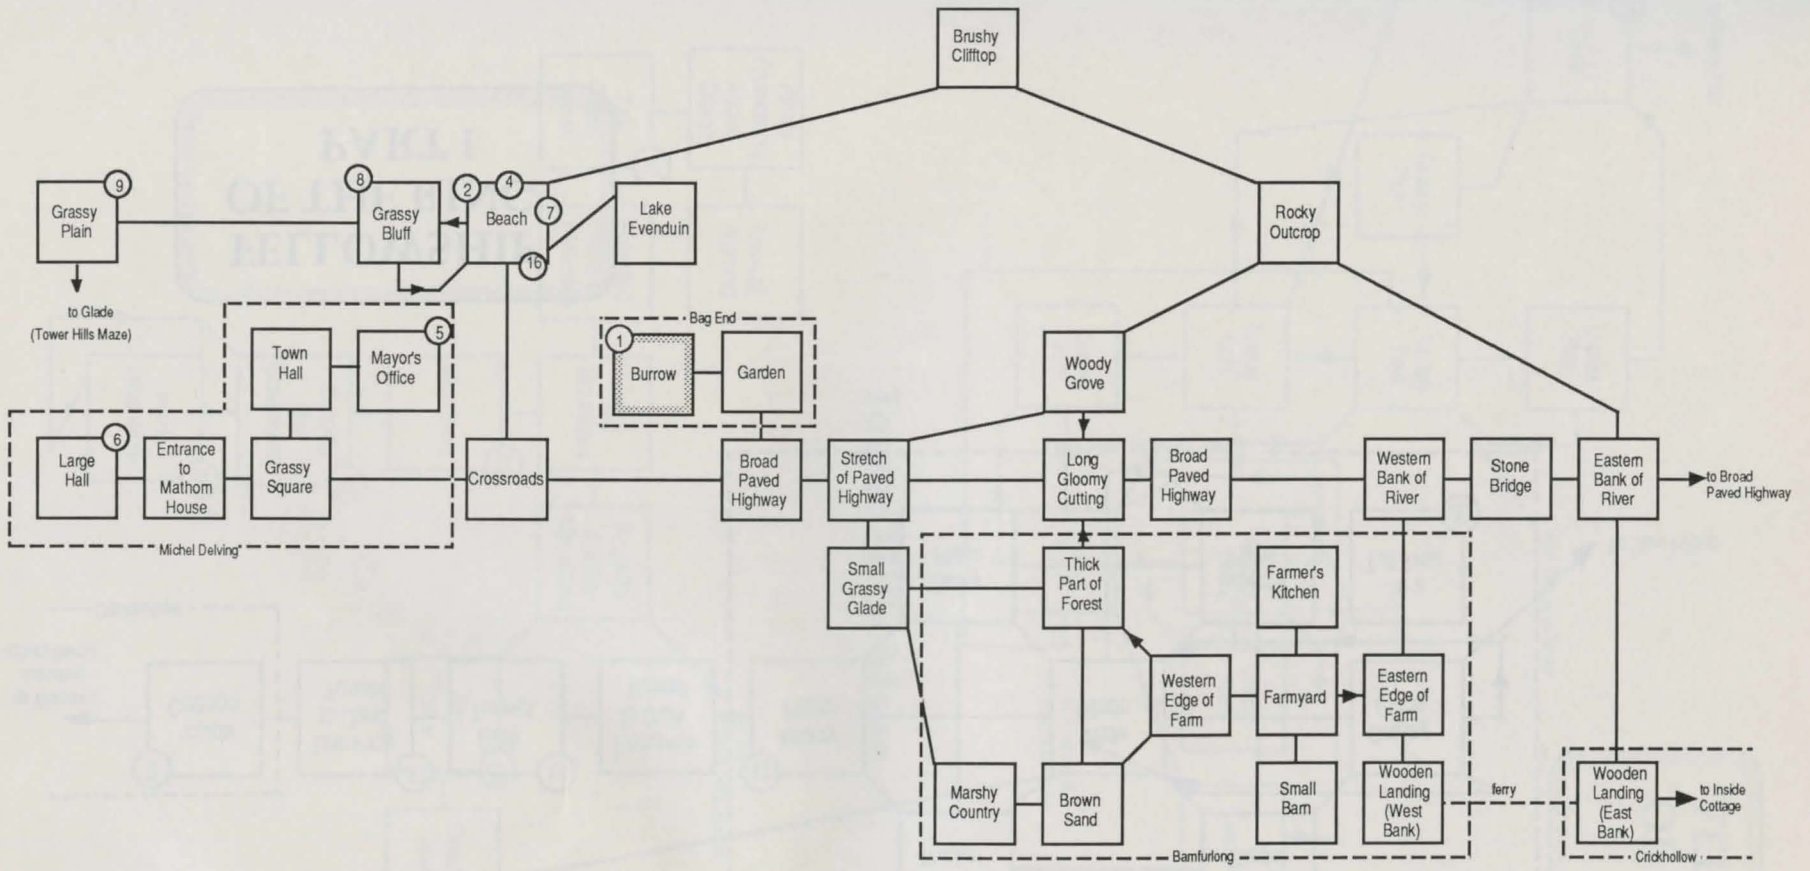 Brushy
Clifftop
9
Grassy
Plain
8
Grassy
Bluff
2
4
7
16
Beach
Lake
Evenduin
Rocky
Outcrop
to Glade
(Tower Hills Maze)
Town
Hall
5
Mayor's
Office
Bag End
1
Burrow
Garden
Woody
Grove
6
Large
Hall
Entrance
to
Mathom
House
Grassy
Square
Crossroads
Broad
Paved
Highway
Stretch
of Paved
Highway
Long
Gloomy
Cutting
Broad
Paved
Highway
Western
Bank of
River
Stone
Bridge
Eastern
Bank of
River
to Broad
Paved Highway
Michel Delving
Small
Grassy
Glade
Thick
Part of
Forest
Farmer's
Kitchen
Western
Edge of
Farm
Farmyard
Eastern
Edge of
Farm
Marshy
Country
Brown
Sand
Small
Barn
Wooden
Landing
(West
Bank)
ferry
Wooden
Landing
(East
Bank)
to Inside
Cottage
Bamfurlong
Crickhollow
PART I
OF THE RING
FELLOWSHIP